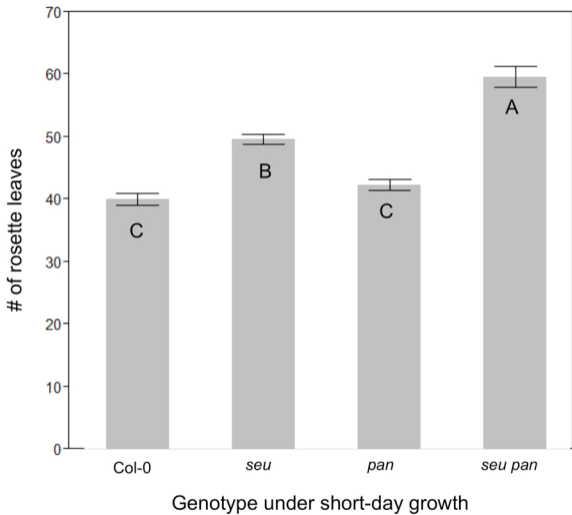 # of rosette leaves
70
60
50
40
30
20
10
0
C
B
C
A
Col-0 seu pan seu pan
Genotype under short-day growth